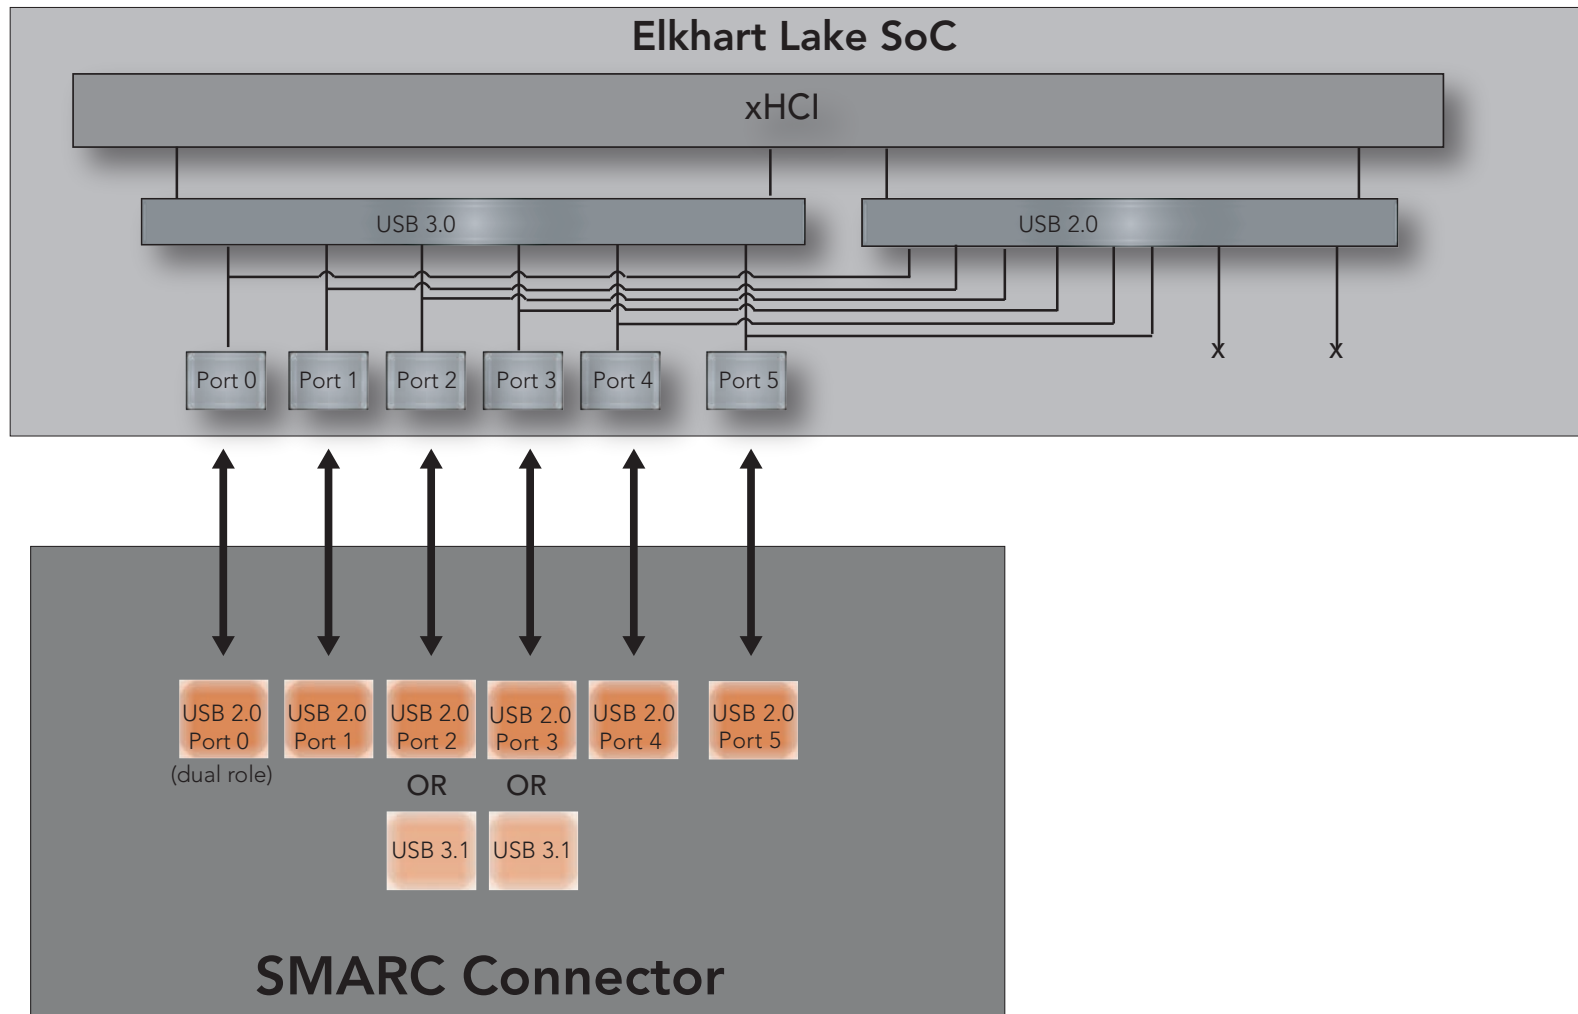 Elkhart Lake SoC
xHCI
USB 3.0
USB 2.0
x
x
Port 0
Port 1
Port 2
Port 3
Port 4
Port 5
USB 2.0
Port 0
USB 2.0
Port 1
USB 2.0
Port 2
USB 2.0
Port 3
USB 2.0
Port 4
USB 2.0
Port 5
(dual role)
OR
OR
USB 3.1
USB 3.1
SMARC Connector